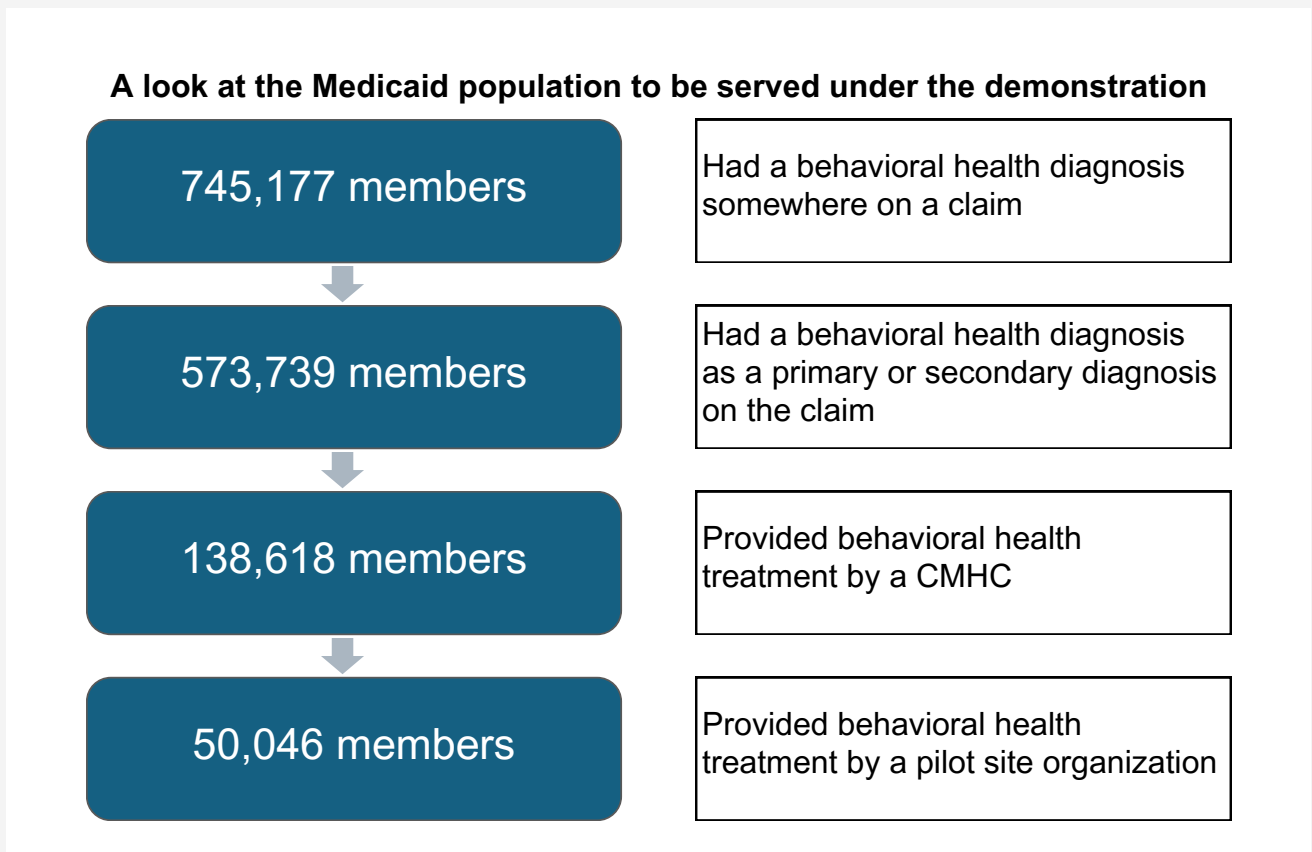 A look at the Medicaid population to be served under the demonstration
745,177 members
Had a behavioral health diagnosis
somewhere on a claim
573,739 members
Had a behavioral health diagnosis
as a primary or secondary diagnosis
on the claim
138,618 members
Provided behavioral health
treatment by a CMHC
50,046 members
Provided behavioral health
treatment by a pilot site organization